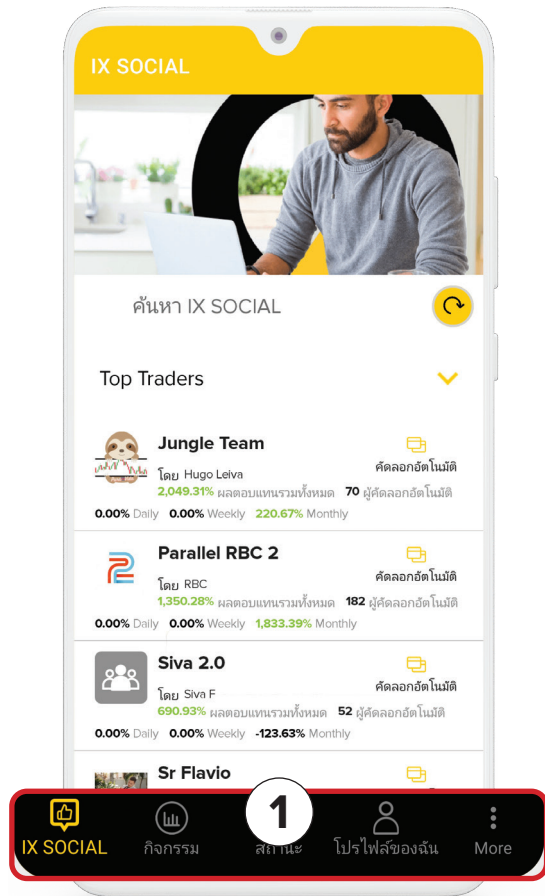 IX SOCIAL
ค้นหา IX SOCIAL
Top Traders
Jungle Team
โดย Hugo Leiva
คัดลอกอัตโนมัติ
2,049.31% ผลตอบแทนรวมทั้งหมด 70 ผู้คัดลอกอัตโนมัติ
0.00% Daily 0.00% Weekly 220.67% Monthly
Parallel RBC 2
โดย RBC
คัดลอกอัตโนมัติ
1,350.28% ผลตอบแทนรวมทั้งหมด 182 ผู้คัดลอกอัตโนมัติ
0.00% Daily 0.00% Weekly 1,833.39% Monthly
Siva 2.0
โดย Siva F
คัดลอกอัตโนมัติ
690.93% ผลตอบแทนรวมทั้งหมด 52 ผู้คัดลอกอัตโนมัติ
0.00% Daily 0.00% Weekly -123.63% Monthly
Sr Flavio
1
IX SOCIAL กิจกรรม สถานะ โปรไฟล์ของฉัน More